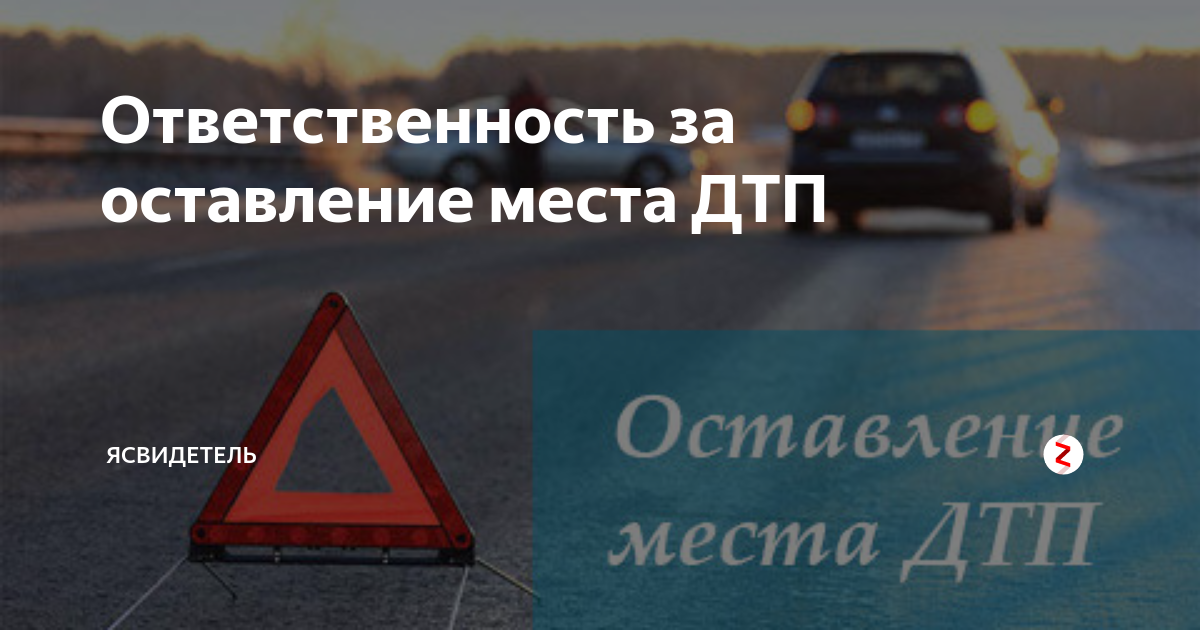 Ответственность за
оставление места ДТП
ЯСВИДЕТЕЛЬ
Оставление
места ДТП